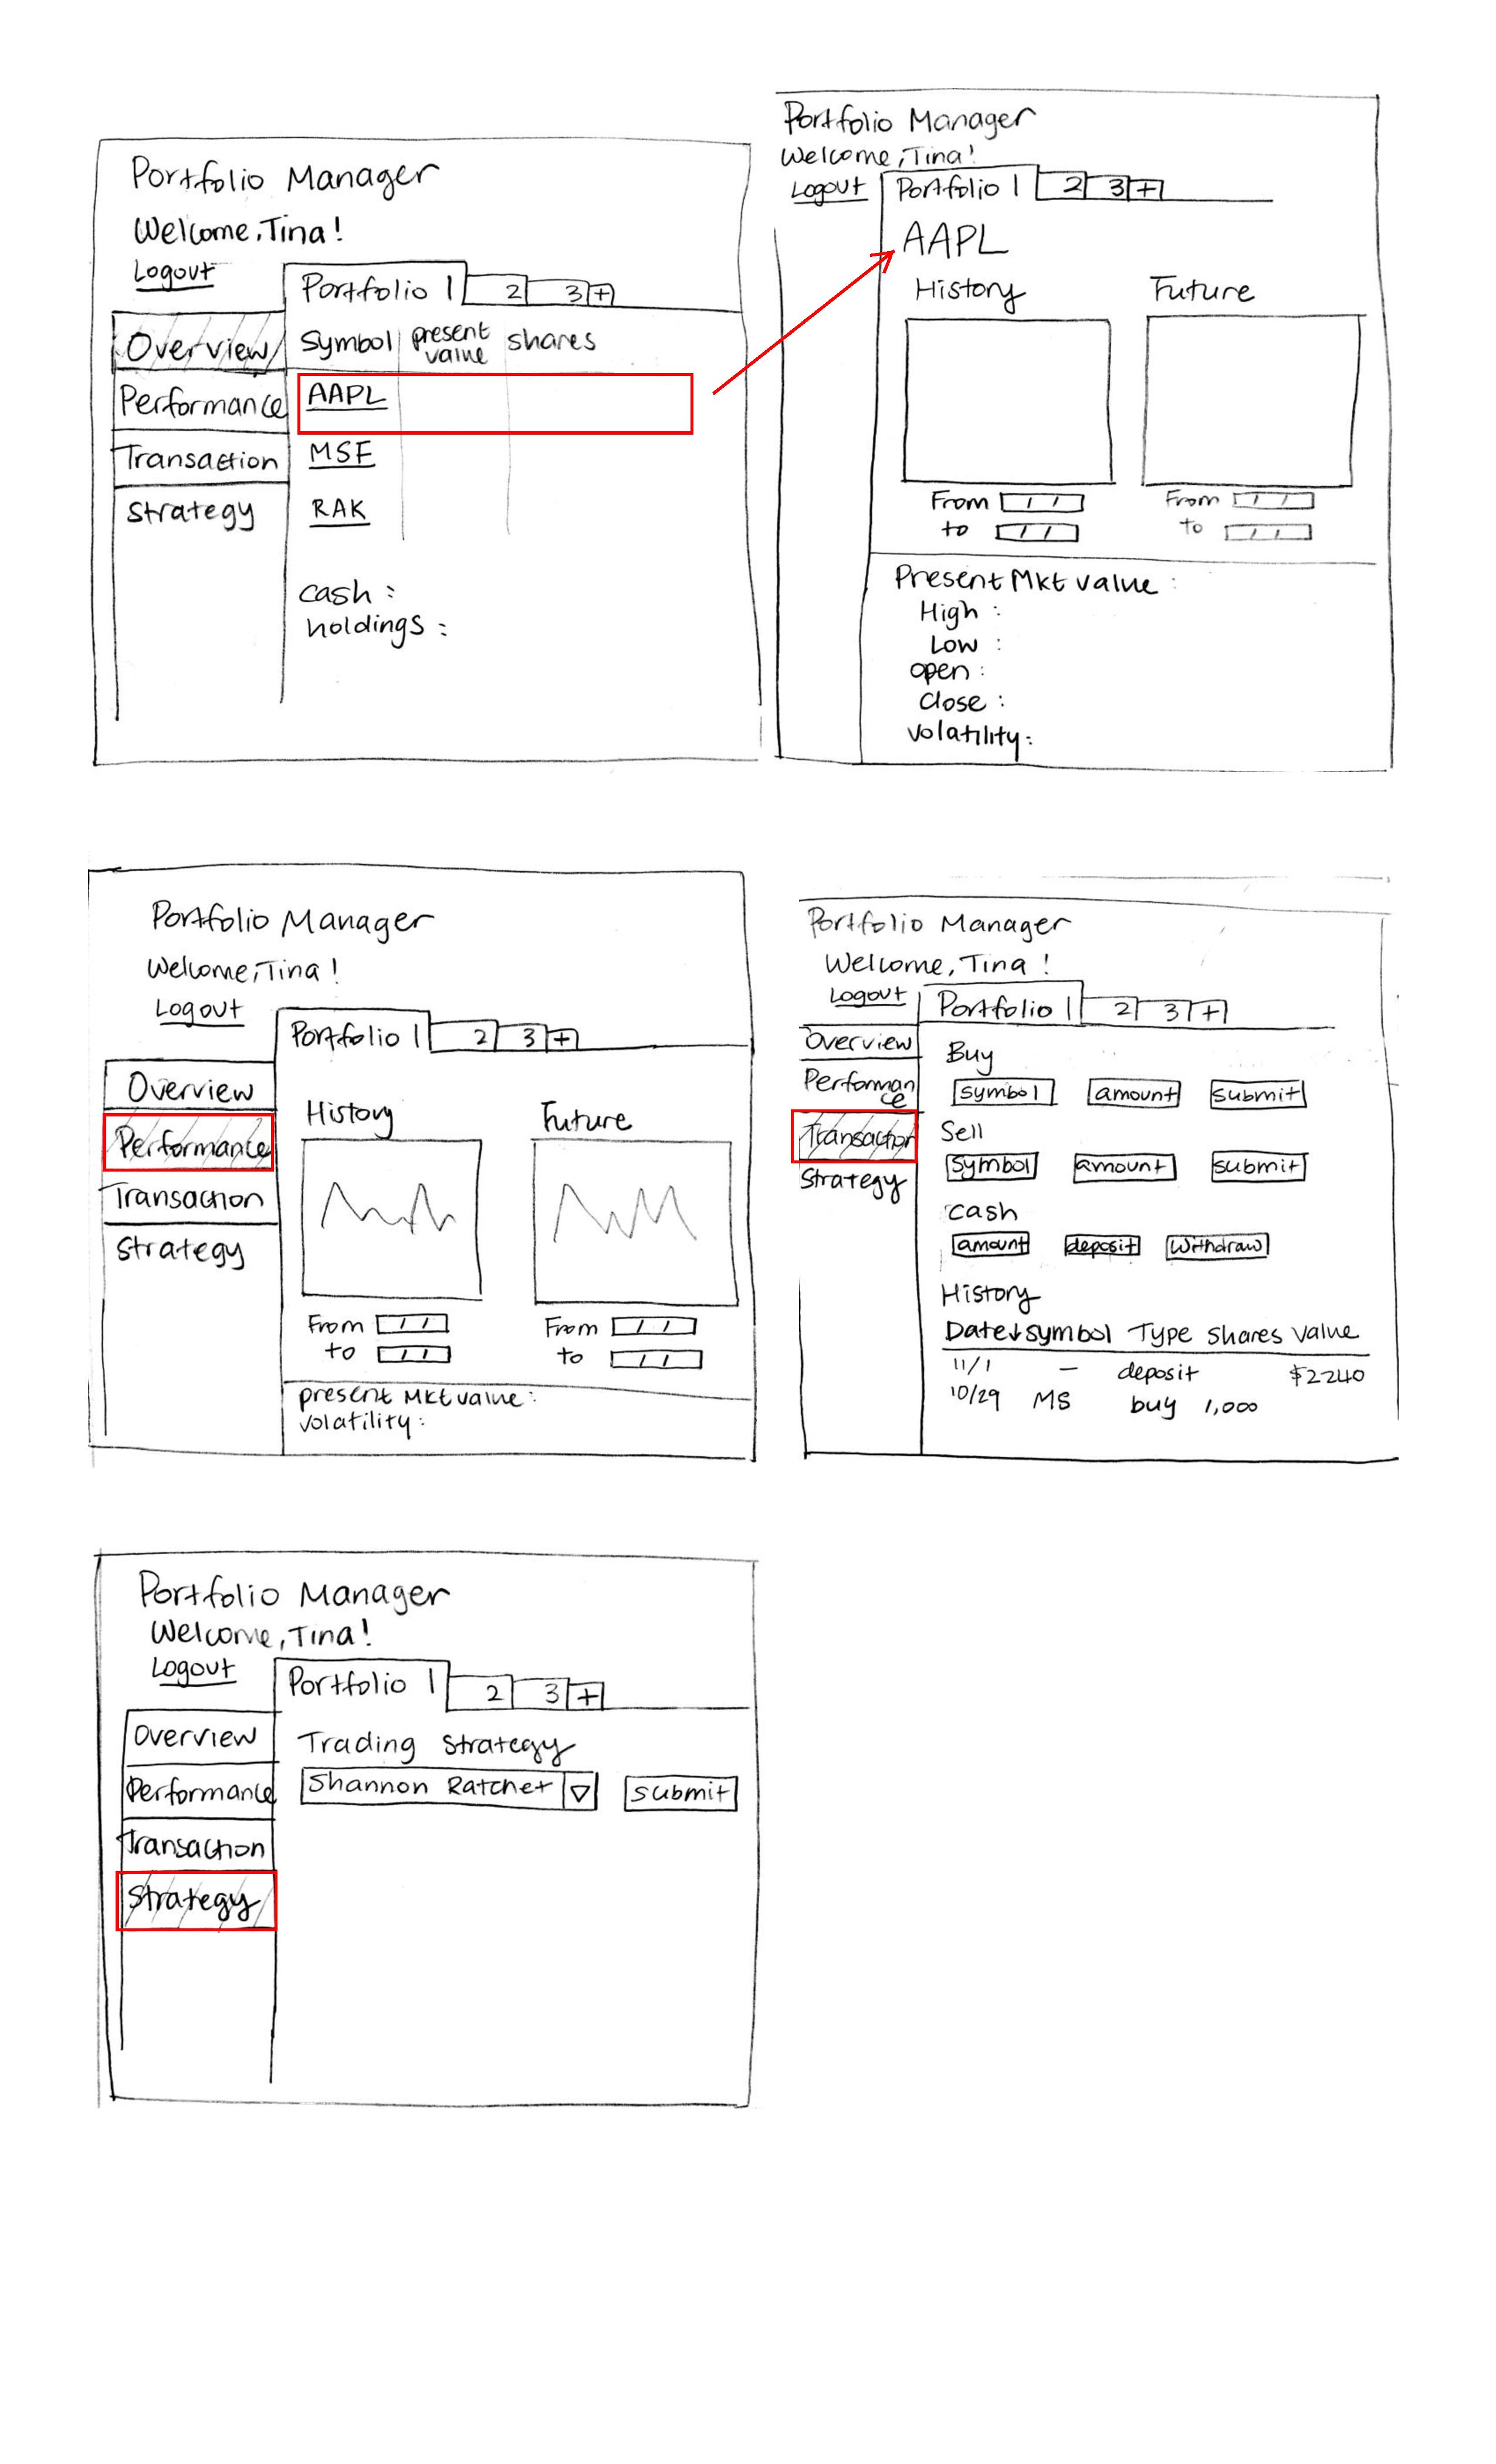 Portfolio Manager
Welcome, Tina!
Logout
Portfolio 1 2 3 +
Overview
Performance
Transaction
Strategy
Symbol present value shares
AAPL
MSF
RAK
cash :
holdings :
Portfolio Manager
Welcome, Tina!
Logout
Portfolio 1 2 3 +
AAPL
History Future
From / / From / /
to / / to / /
Present Mkt value :
High :
Low :
open :
Close :
volatility :
Portfolio Manager
Welcome, Tina!
Logout
Portfolio 1 2 3 +
Overview
Performance
Transaction
Strategy
History Future
From / / From / /
to / / to / /
present Mkt value :
volatility :
Portfolio Manager
Welcome, Tina!
Logout
Portfolio 1 2 3 +
Overview
Performance
Transaction
Strategy
Buy
symbol amount submit
Sell
symbol amount submit
cash
amount deposit withdraw
History
Date↓ symbol Type shares value
11/1 – deposit $2240
10/29 MS buy 1,000
Portfolio Manager
Welcome, Tina!
Logout
Portfolio 1 2 3 +
Overview
Performance
Transaction
Strategy
Trading strategy
Shannon Ratchet submit